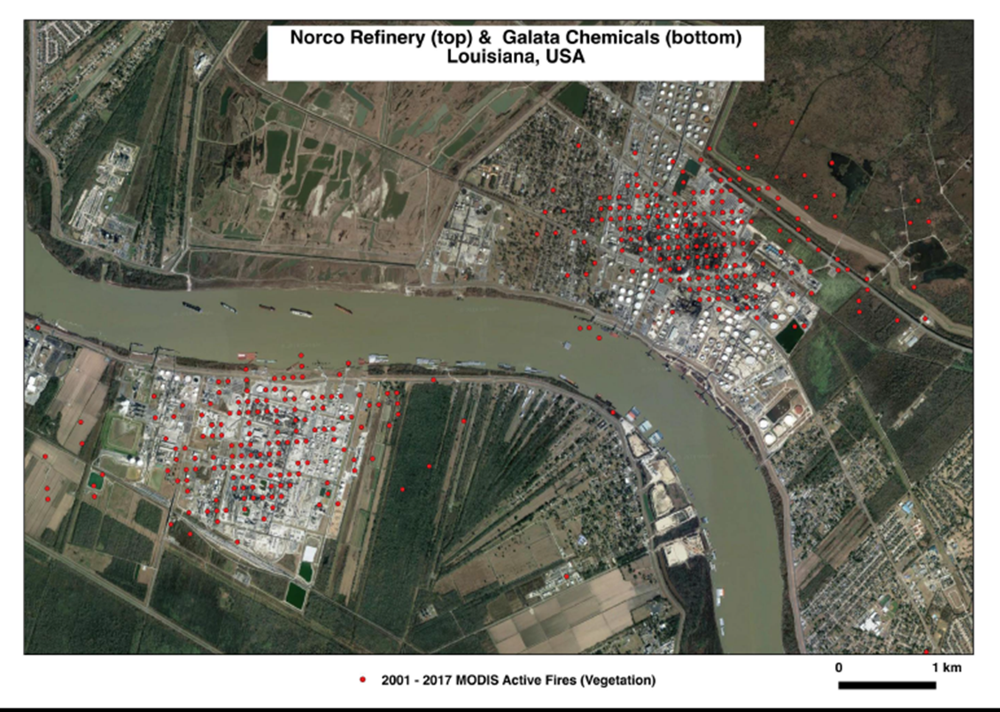 Norco Refinery (top) & Galata Chemicals (bottom)
Louisiana, USA
0 1 km
2001 - 2017 MODIS Active Fires (Vegetation)